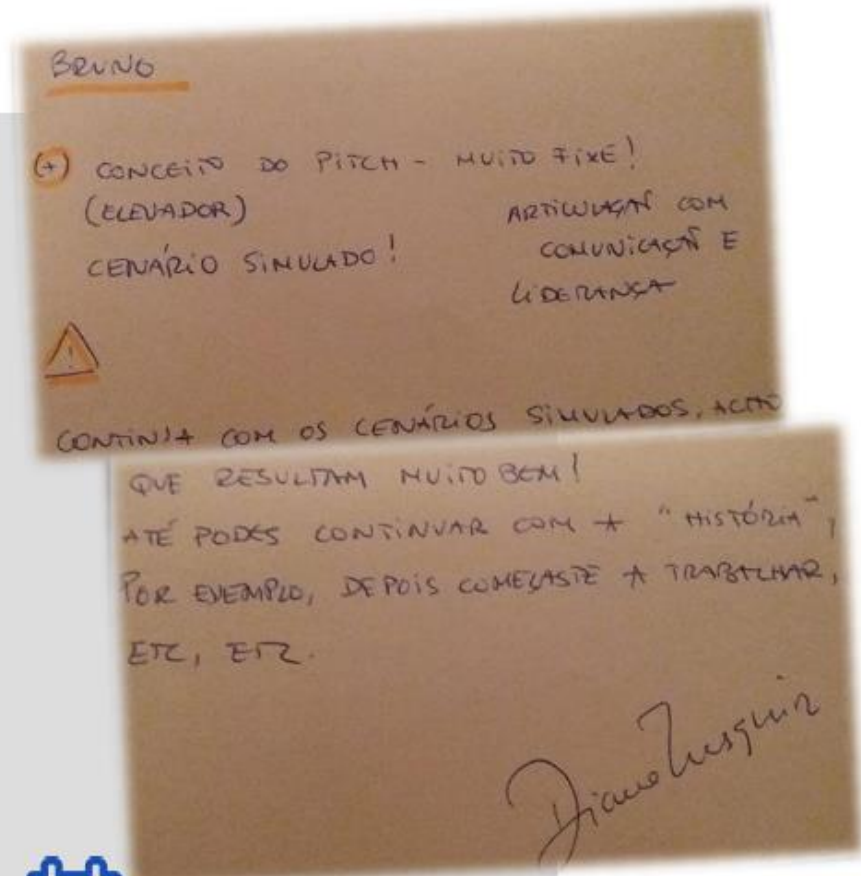 BRUNO
(+) CONCEITO DO PITCH - MUITO FIXE!
(ELEVADOR)
CENÁRIO SIMULADO!
ARTICULAÇÃO COM
COMUNICAÇÃO E
LIDERANÇA
!
CONTINUA COM OS CENÁRIOS SIMULADOS, ACHO
QUE RESULTAM MUITO BEM!
ATÉ PODES CONTINUAR COM A "HISTÓRIA",
POR EXEMPLO, DEPOIS COMEÇASTE A TRABALHAR,
ETC, ETC.
Diana